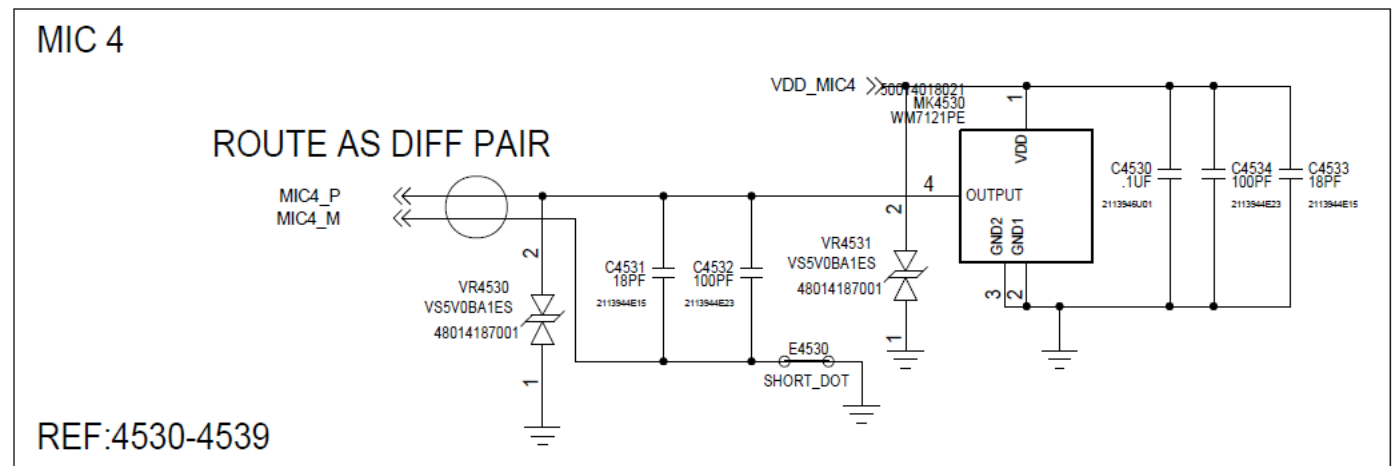 MIC 4
VDD_MIC4
50014018021
MK4530
WM7121PE
1
VDD
ROUTE AS DIFF PAIR
MIC4_P
MIC4_M
4
OUTPUT
GND2
GND1
3
2
C4530
.1UF
2113946U01
C4534
100PF
2113944E23
C4533
18PF
2113944E15
2
VR4530
VS5V0BA1ES
48014187001
1
C4531
18PF
2113944E15
C4532
100PF
2113944E23
2
VR4531
VS5V0BA1ES
48014187001
1
E4530
SHORT_DOT
REF:4530-4539